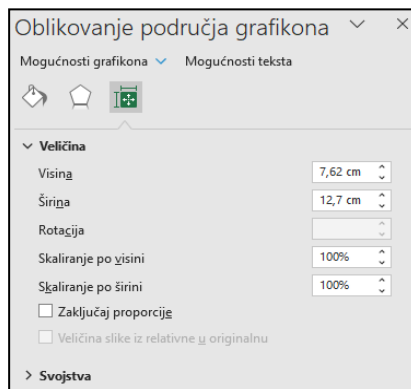 Oblikovanje područja grafikona
Mogućnosti grafikona Mogućnosti teksta
Veličina
Visina 7,62 cm
Širina 12,7 cm
Rotacija
Skaliranje po visini 100%
Skaliranje po širini 100%
Zaključaj proporcije
Veličina slike iz relativne u originalnu
Svojstva